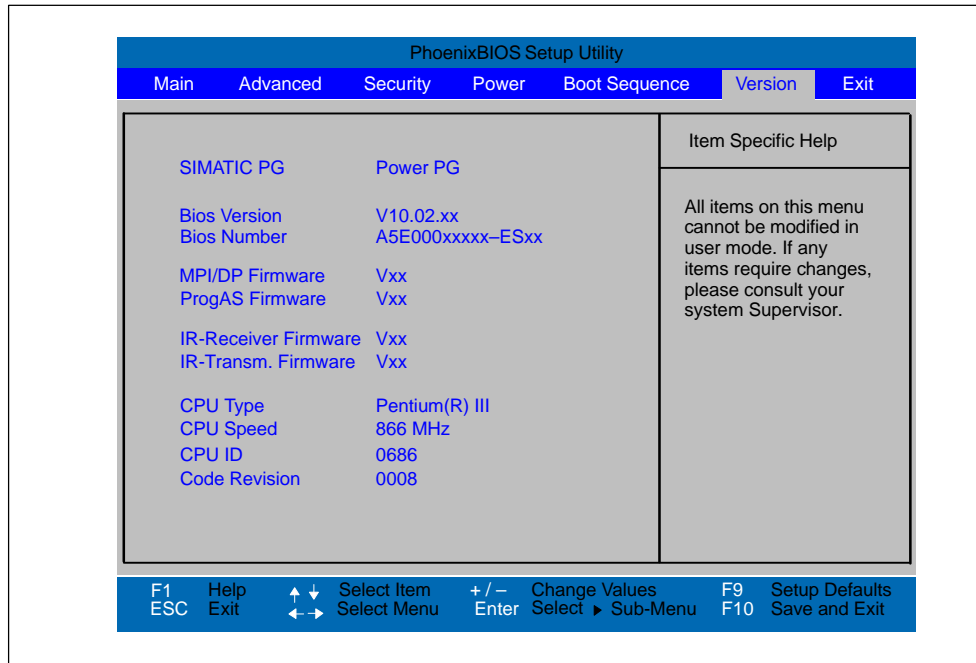 PhoenixBIOS Setup Utility
Main Advanced Security Power Boot Sequence Version Exit
Item Specific Help
SIMATIC PG Power PG
Bios Version V10.02.xx
Bios Number A5E000xxxxx–ESxx
MPI/DP Firmware Vxx
ProgAS Firmware Vxx
IR-Receiver Firmware Vxx
IR-Transm. Firmware Vxx
CPU Type Pentium(R) III
CPU Speed 866 MHz
CPU ID 0686
Code Revision 0008
All items on this menu
cannot be modified in
user mode. If any
items require changes,
please consult your
system Supervisor.
F1 Help Select Item + / – Change Values F9 Setup Defaults
ESC Exit Select Menu Enter Select Sub-Menu F10 Save and Exit